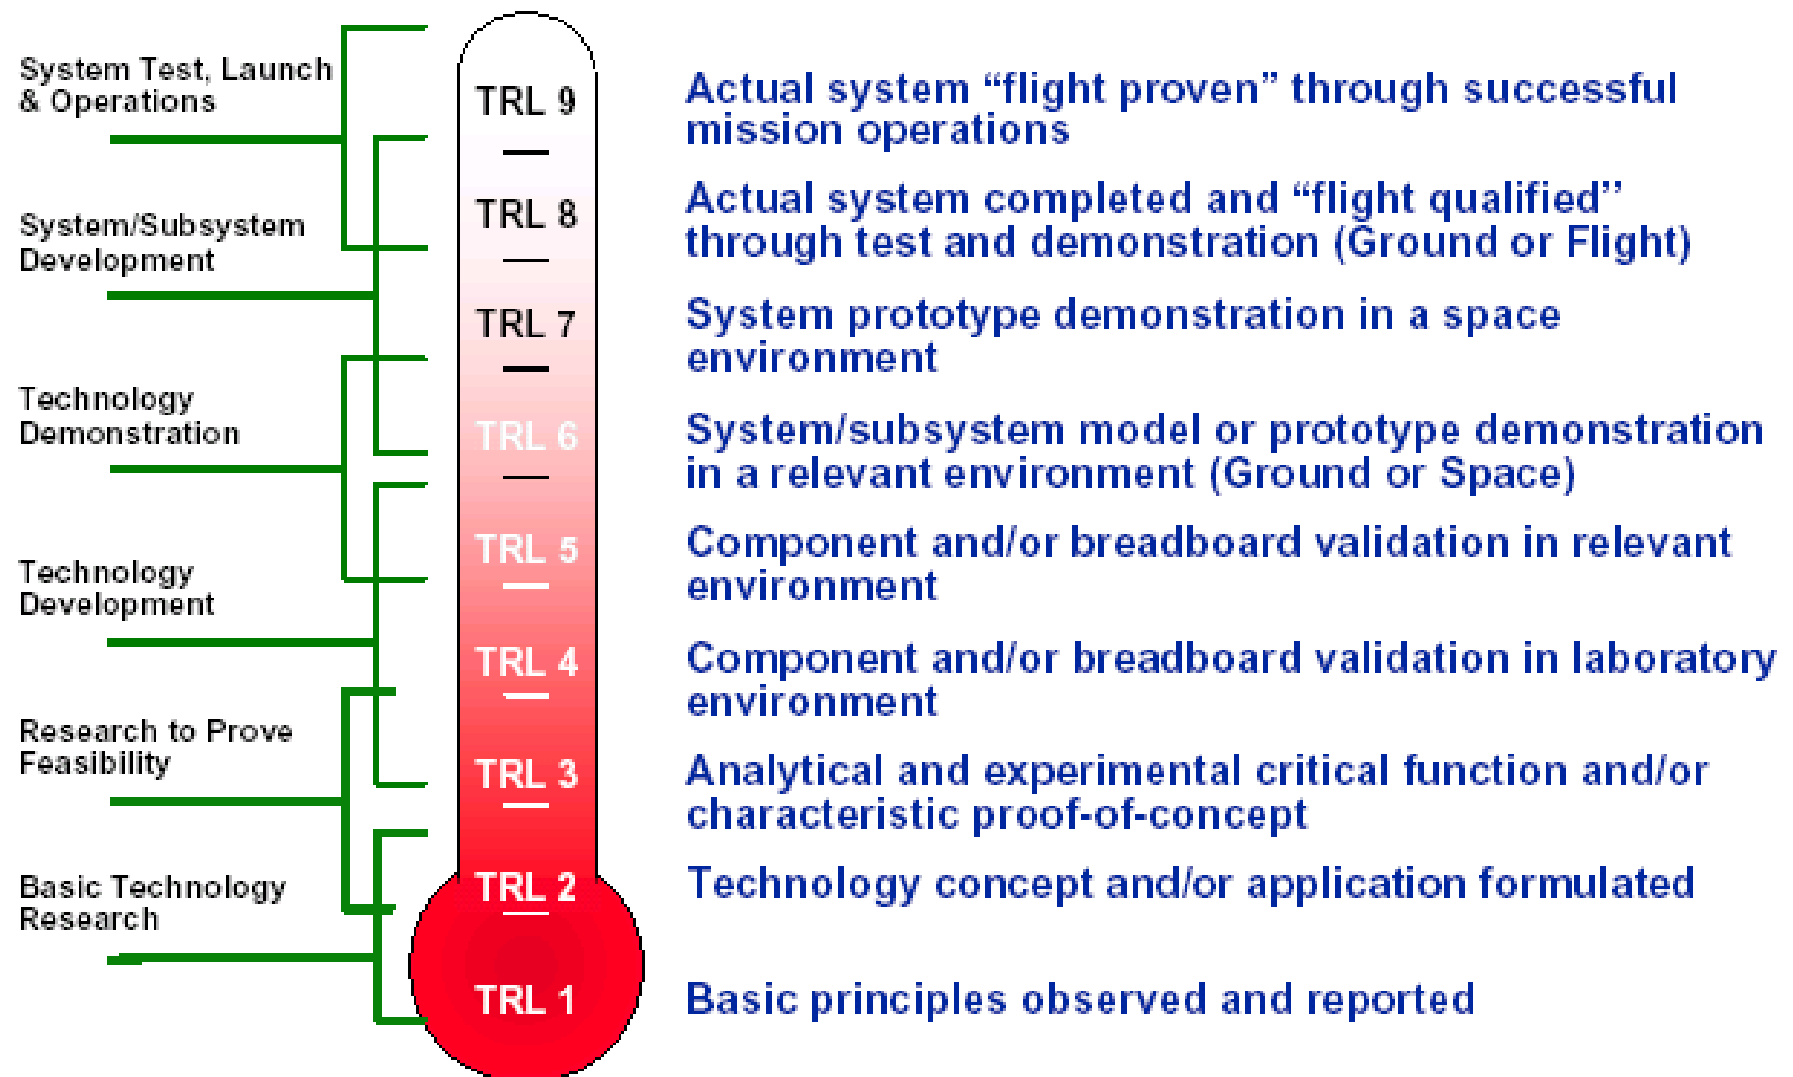 System Test, Launch
& Operations
System/Subsystem
Development
Technology
Demonstration
Technology
Development
Research to Prove
Feasibility
Basic Technology
Research
TRL 9
TRL 8
TRL 7
TRL 6
TRL 5
TRL 4
TRL 3
TRL 2
TRL 1
Actual system “flight proven” through successful
mission operations
Actual system completed and “flight qualified’’
through test and demonstration (Ground or Flight)
System prototype demonstration in a space
environment
System/subsystem model or prototype demonstration
in a relevant environment (Ground or Space)
Component and/or breadboard validation in relevant
environment
Component and/or breadboard validation in laboratory
environment
Analytical and experimental critical function and/or
characteristic proof-of-concept
Technology concept and/or application formulated
Basic principles observed and reported